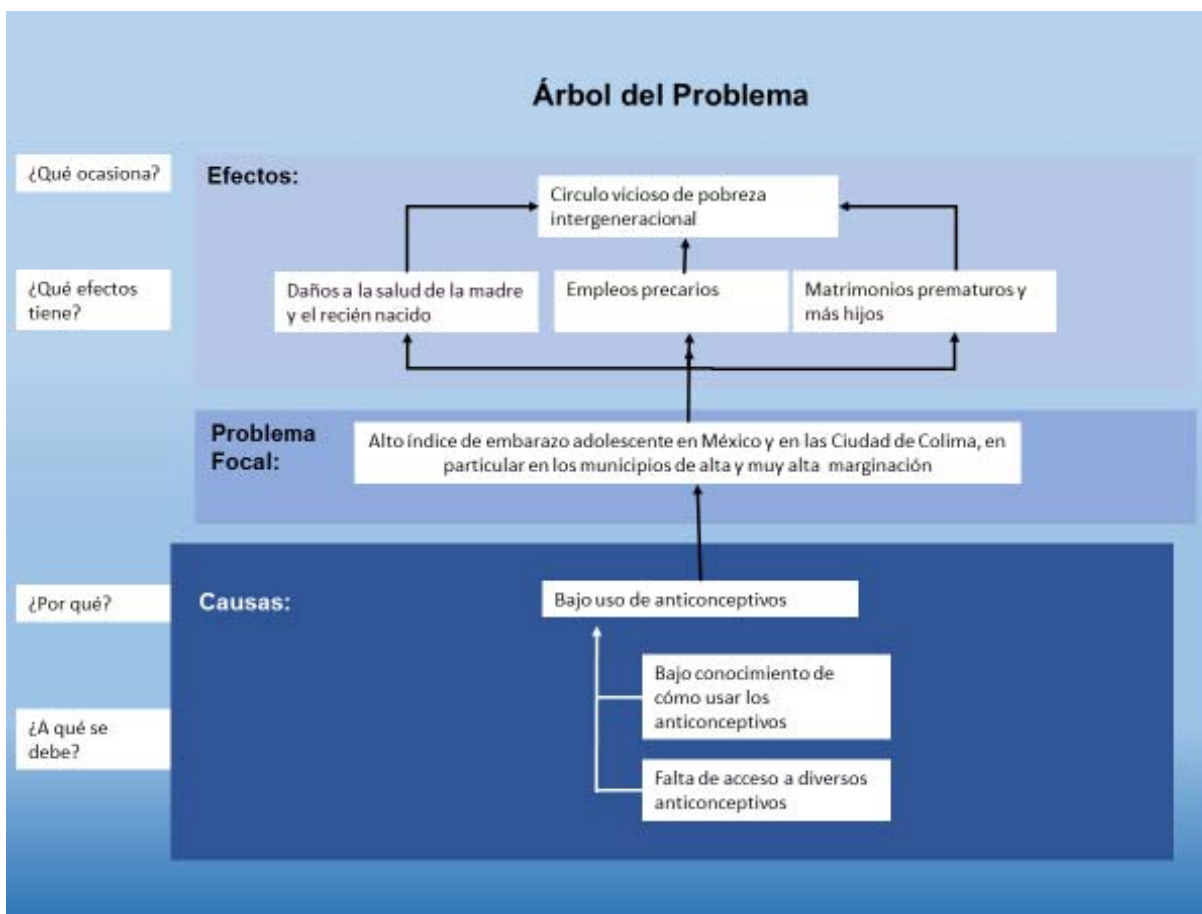 Árbol del Problema
¿Qué ocasiona?
Efectos:
Circulo vicioso de pobreza
intergeneracional
¿Qué efectos
tiene?
Daños a la salud de la madre
y el recién nacido
Empleos precarios
Matrimonios prematuros y
más hijos
Problema
Focal:
Alto índice de embarazo adolescente en México y en las Ciudad de Colima, en
particular en los municipios de alta y muy alta marginación
¿Por qué?
Causas:
Bajo uso de anticonceptivos
¿A qué se
debe?
Bajo conocimiento de
cómo usar los
anticonceptivos
Falta de acceso a diversos
anticonceptivos